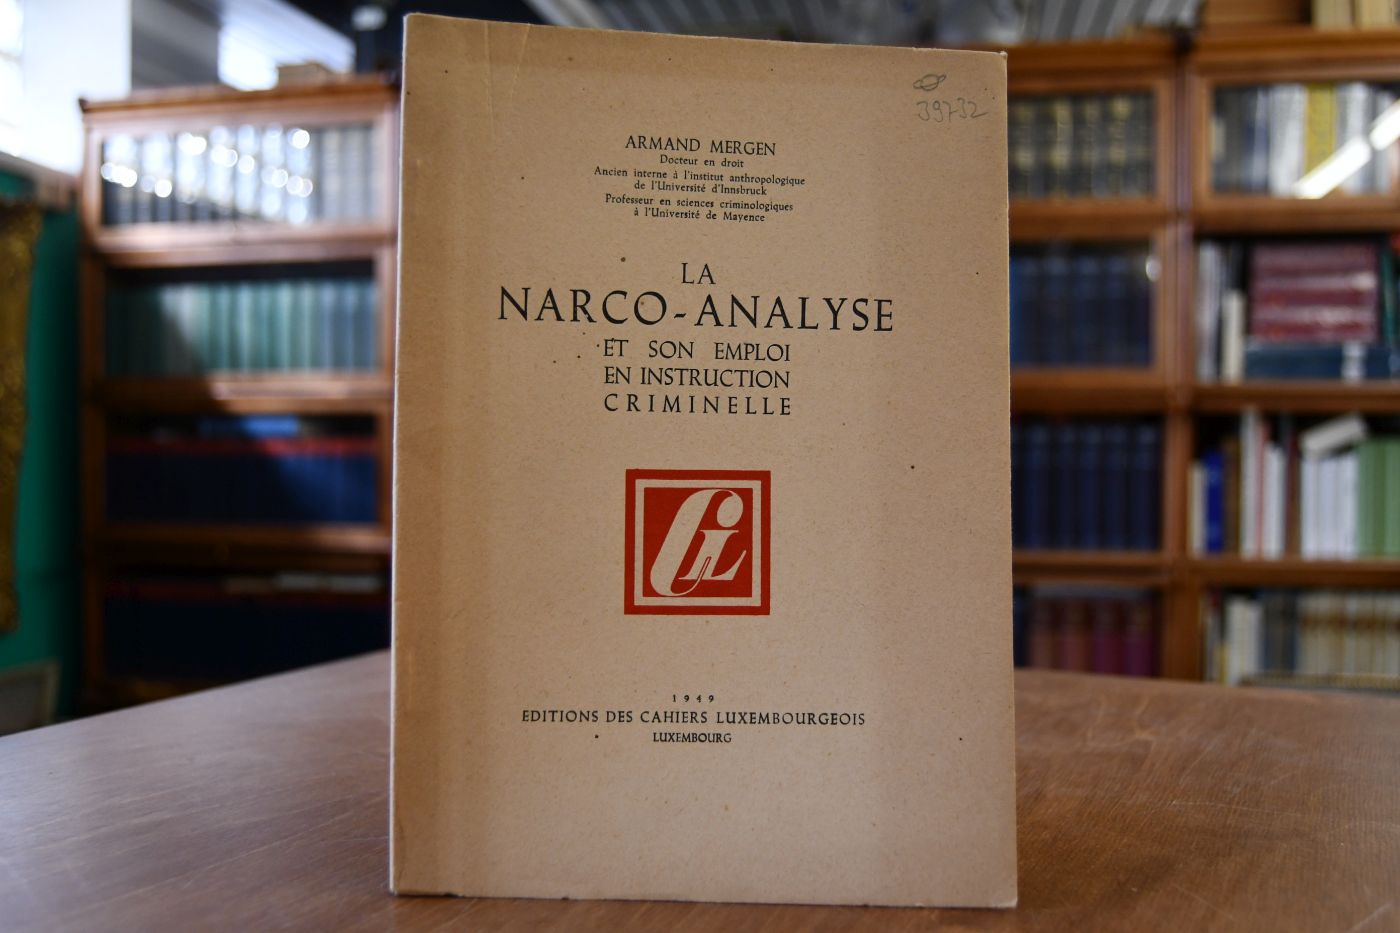 39732
ARMAND MERGEN
Docteur en droit
Ancien interne à l'institut anthropologique
de l'Université d'Innsbruck
Professeur en sciences criminologiques
à l'Université de Mayence
LA
NARCO-ANALYSE
ET SON EMPLOI
EN INSTRUCTION
CRIMINELLE
CL
1949
EDITIONS DES CAHIERS LUXEMBOURGEOIS
LUXEMBOURG